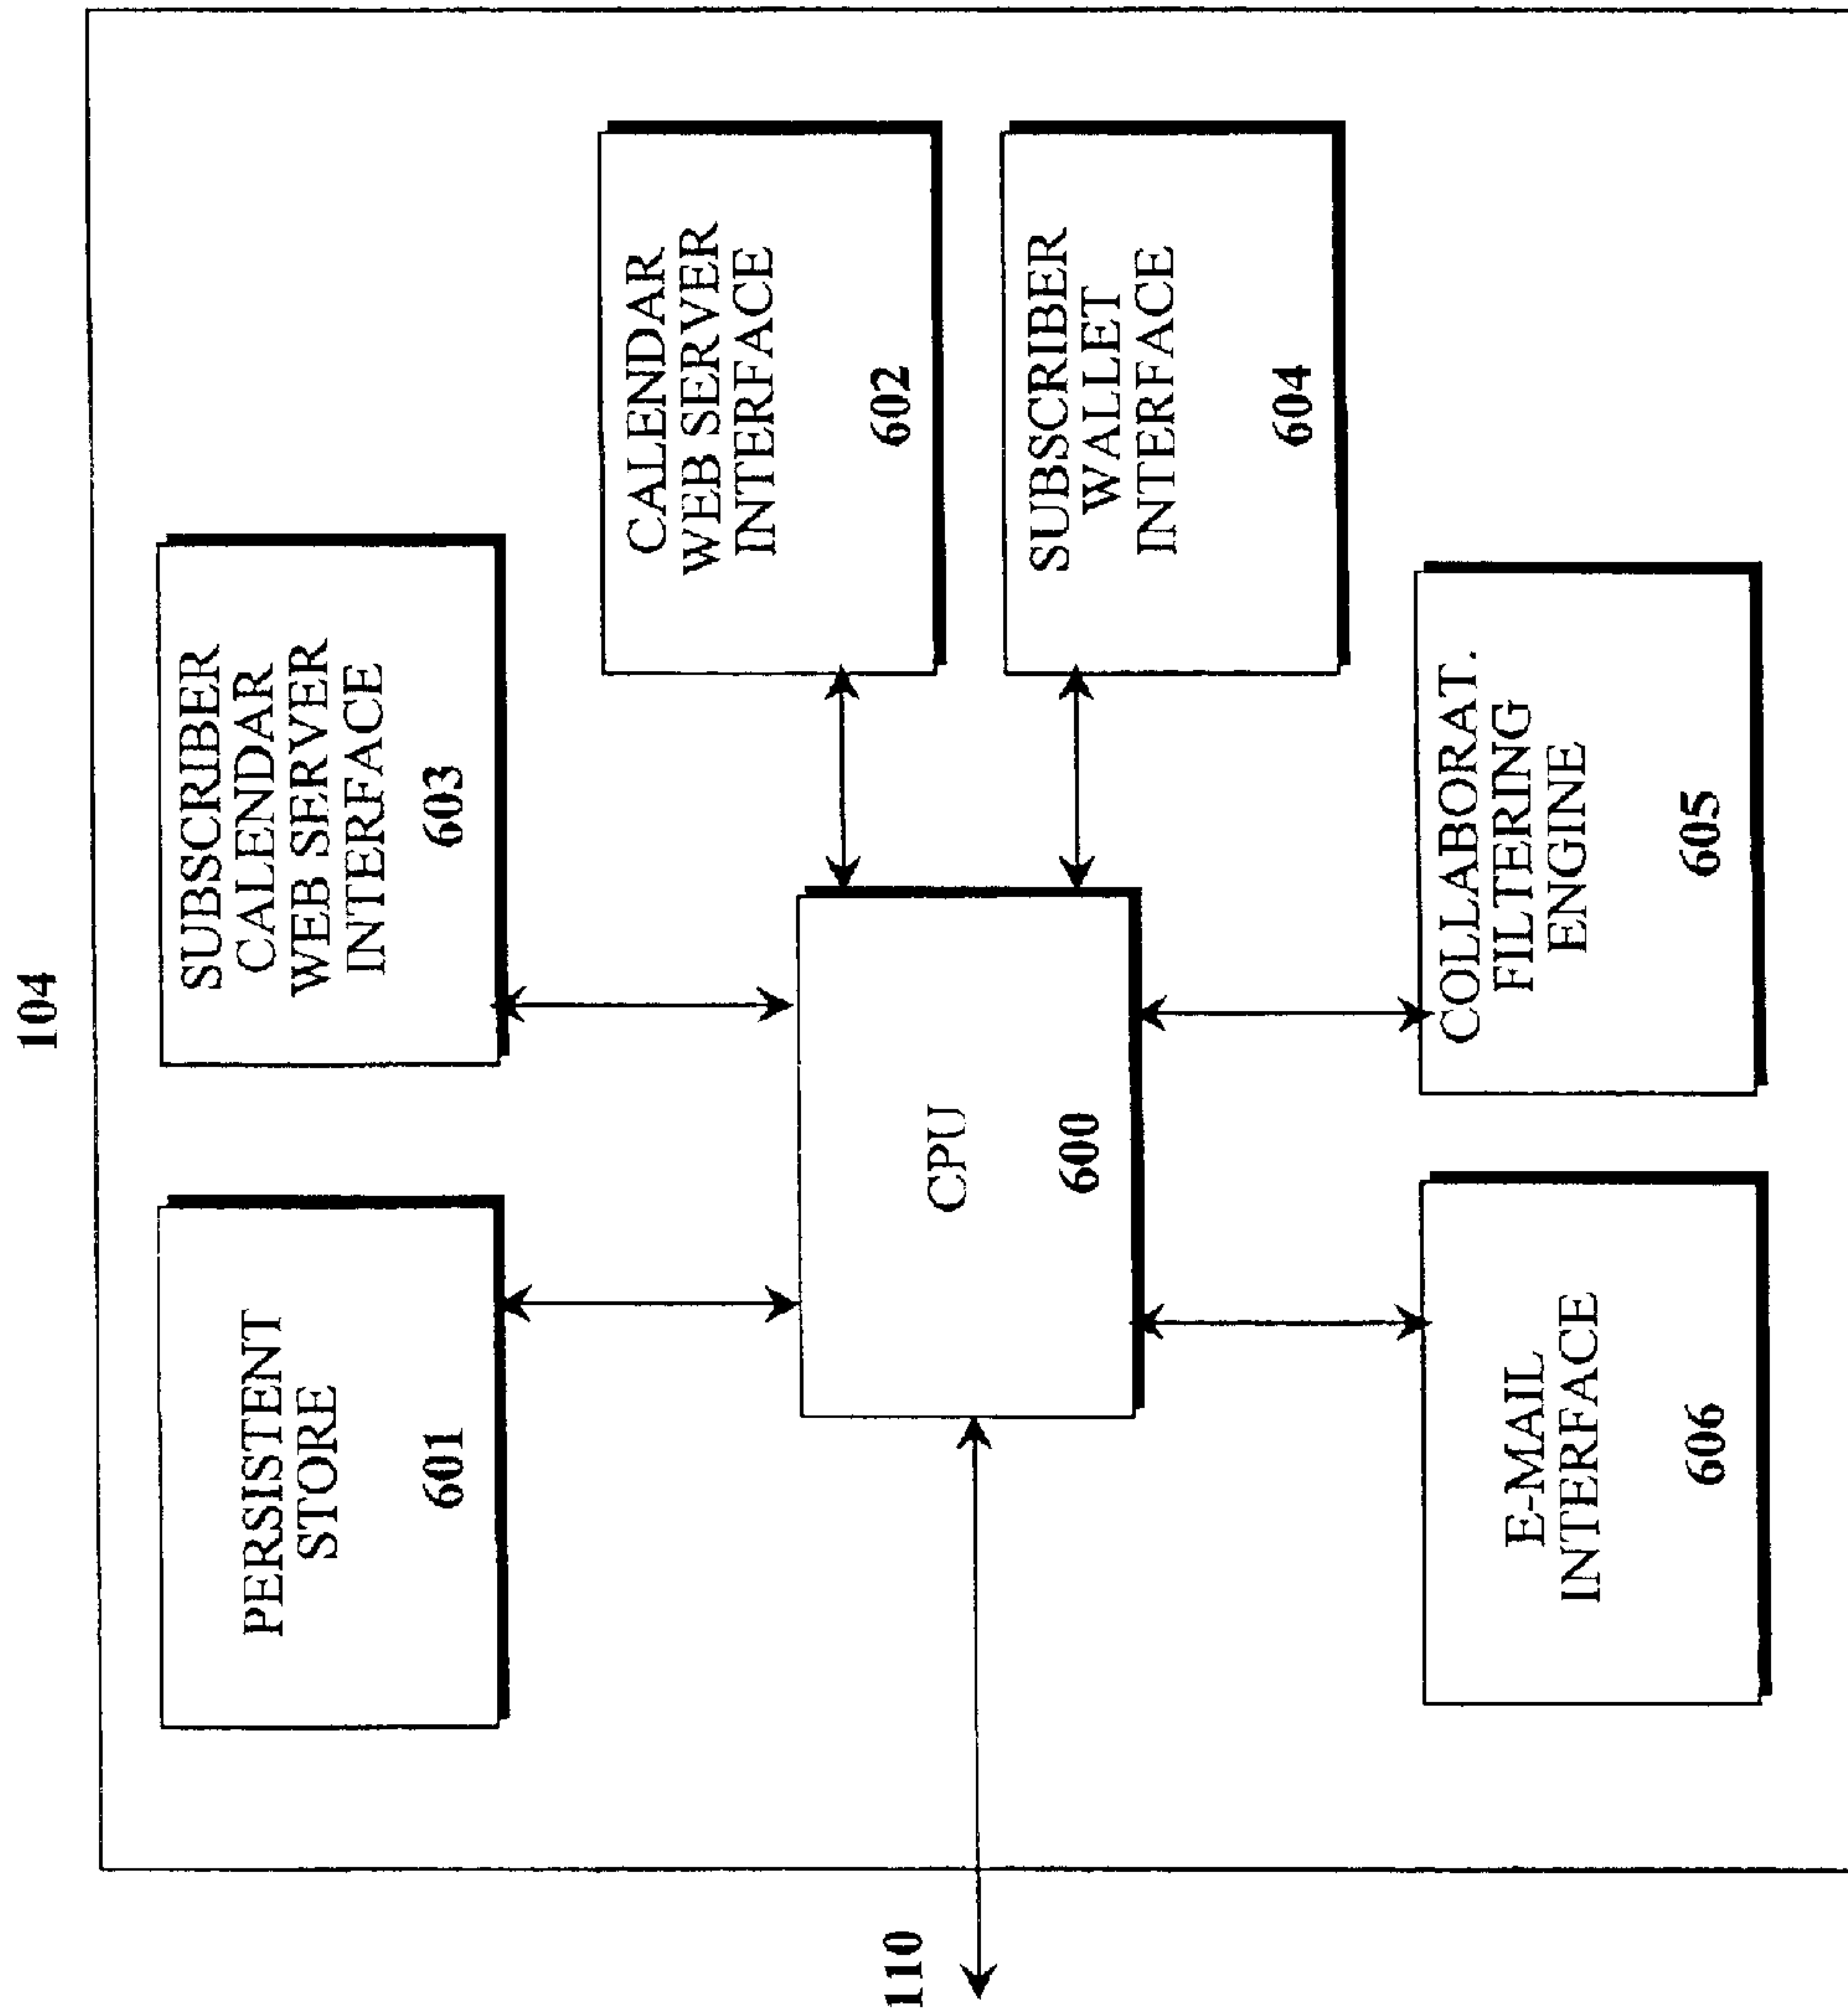 104
PERSISTENT
STORE
601
SUBSCRIBER
CALENDAR
WEB SERVER
INTERFACE
603
CALENDAR
WEB SERVER
INTERFACE
602
110
CPU
600
SUBSCRIBER
WALLET
INTERFACE
604
E-MAIL
INTERFACE
606
COLLABORAT.
FILTERING
ENGINE
605